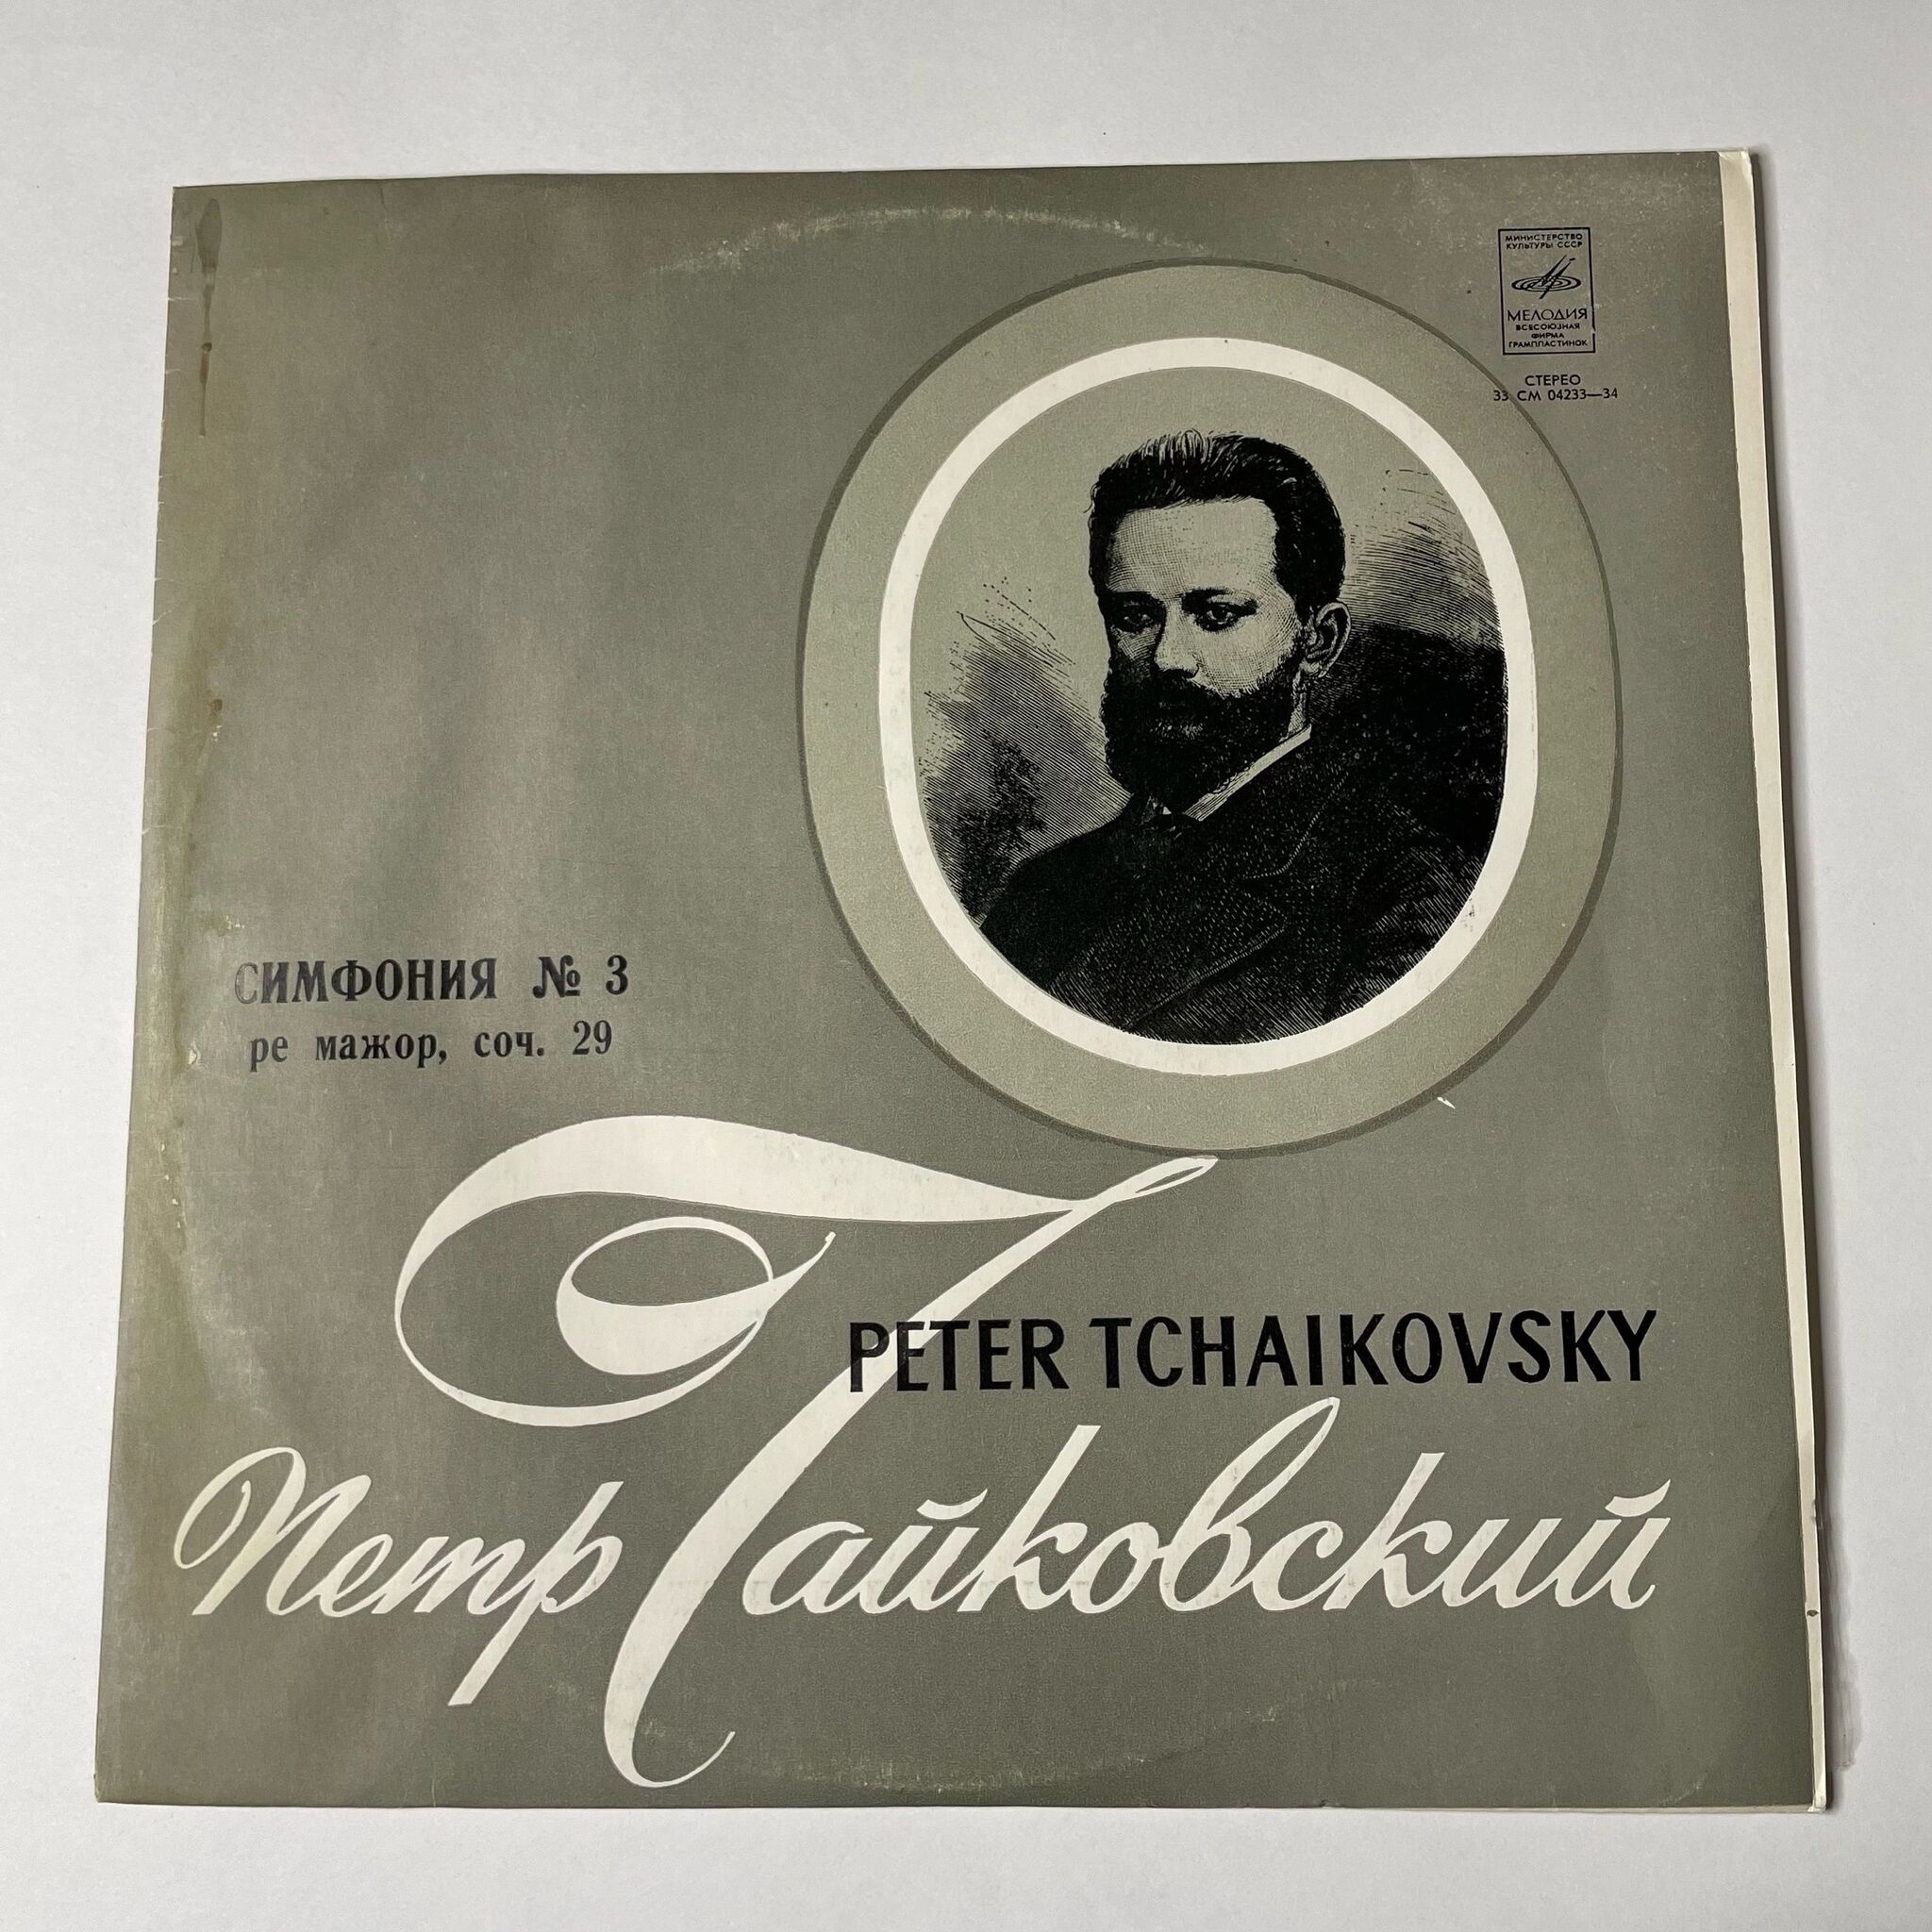 МИНИСТЕРСТВО
КУЛЬТУРЫ СССР
МЕЛОДИЯ
ВСЕСОЮЗНАЯ
ФИРМА
ГРАМПЛАСТИНОК
СТЕРЕО
33 СМ 04233—34
СИМФОНИЯ № 3
ре мажор, соч. 29
PETER TCHAIKOVSKY
Петр Чайковский